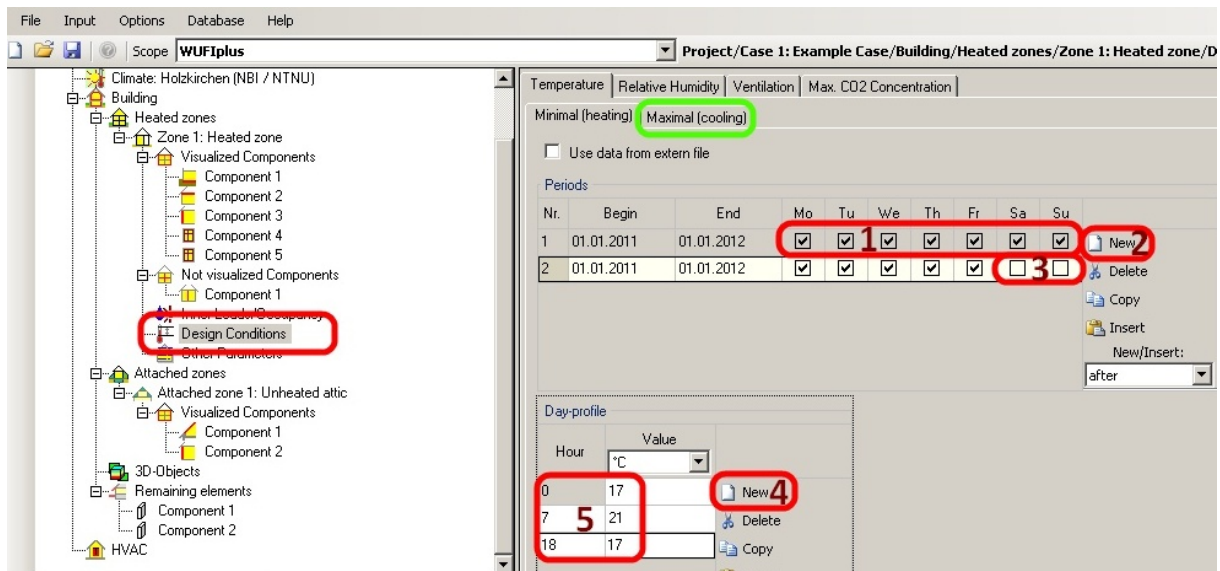 File Input Options Database Help
Scope WUFIplus Project/Case 1: Example Case/Building/Heated zones/Zone 1: Heated zone/D
Climate: Holzkirchen (NBI / NTNU)
Building
Heated zones
Zone 1: Heated zone
Visualized Components
Component 1
Component 2
Component 3
Component 4
Component 5
Not visualized Components
Component 1
Inner Loads/Occupancy
Design Conditions
Other Parameters
Attached zones
Attached zone 1: Unheated attic
Visualized Components
Component 1
Component 2
3D-Objects
Remaining elements
Component 1
Component 2
HVAC
Temperature Relative Humidity Ventilation Max. CO2 Concentration
Minimal (heating) Maximal (cooling)
Use data from extern file
Periods
Nr. Begin End Mo Tu We Th Fr Sa Su
1 01.01.2011 01.01.2012 1 New 2
2 01.01.2011 01.01.2012 3 Delete
Copy
Insert
New/Insert:
after
Day-profile
Hour Value
°C
0 17 New 4
7 5 21 Delete
18 17 Copy